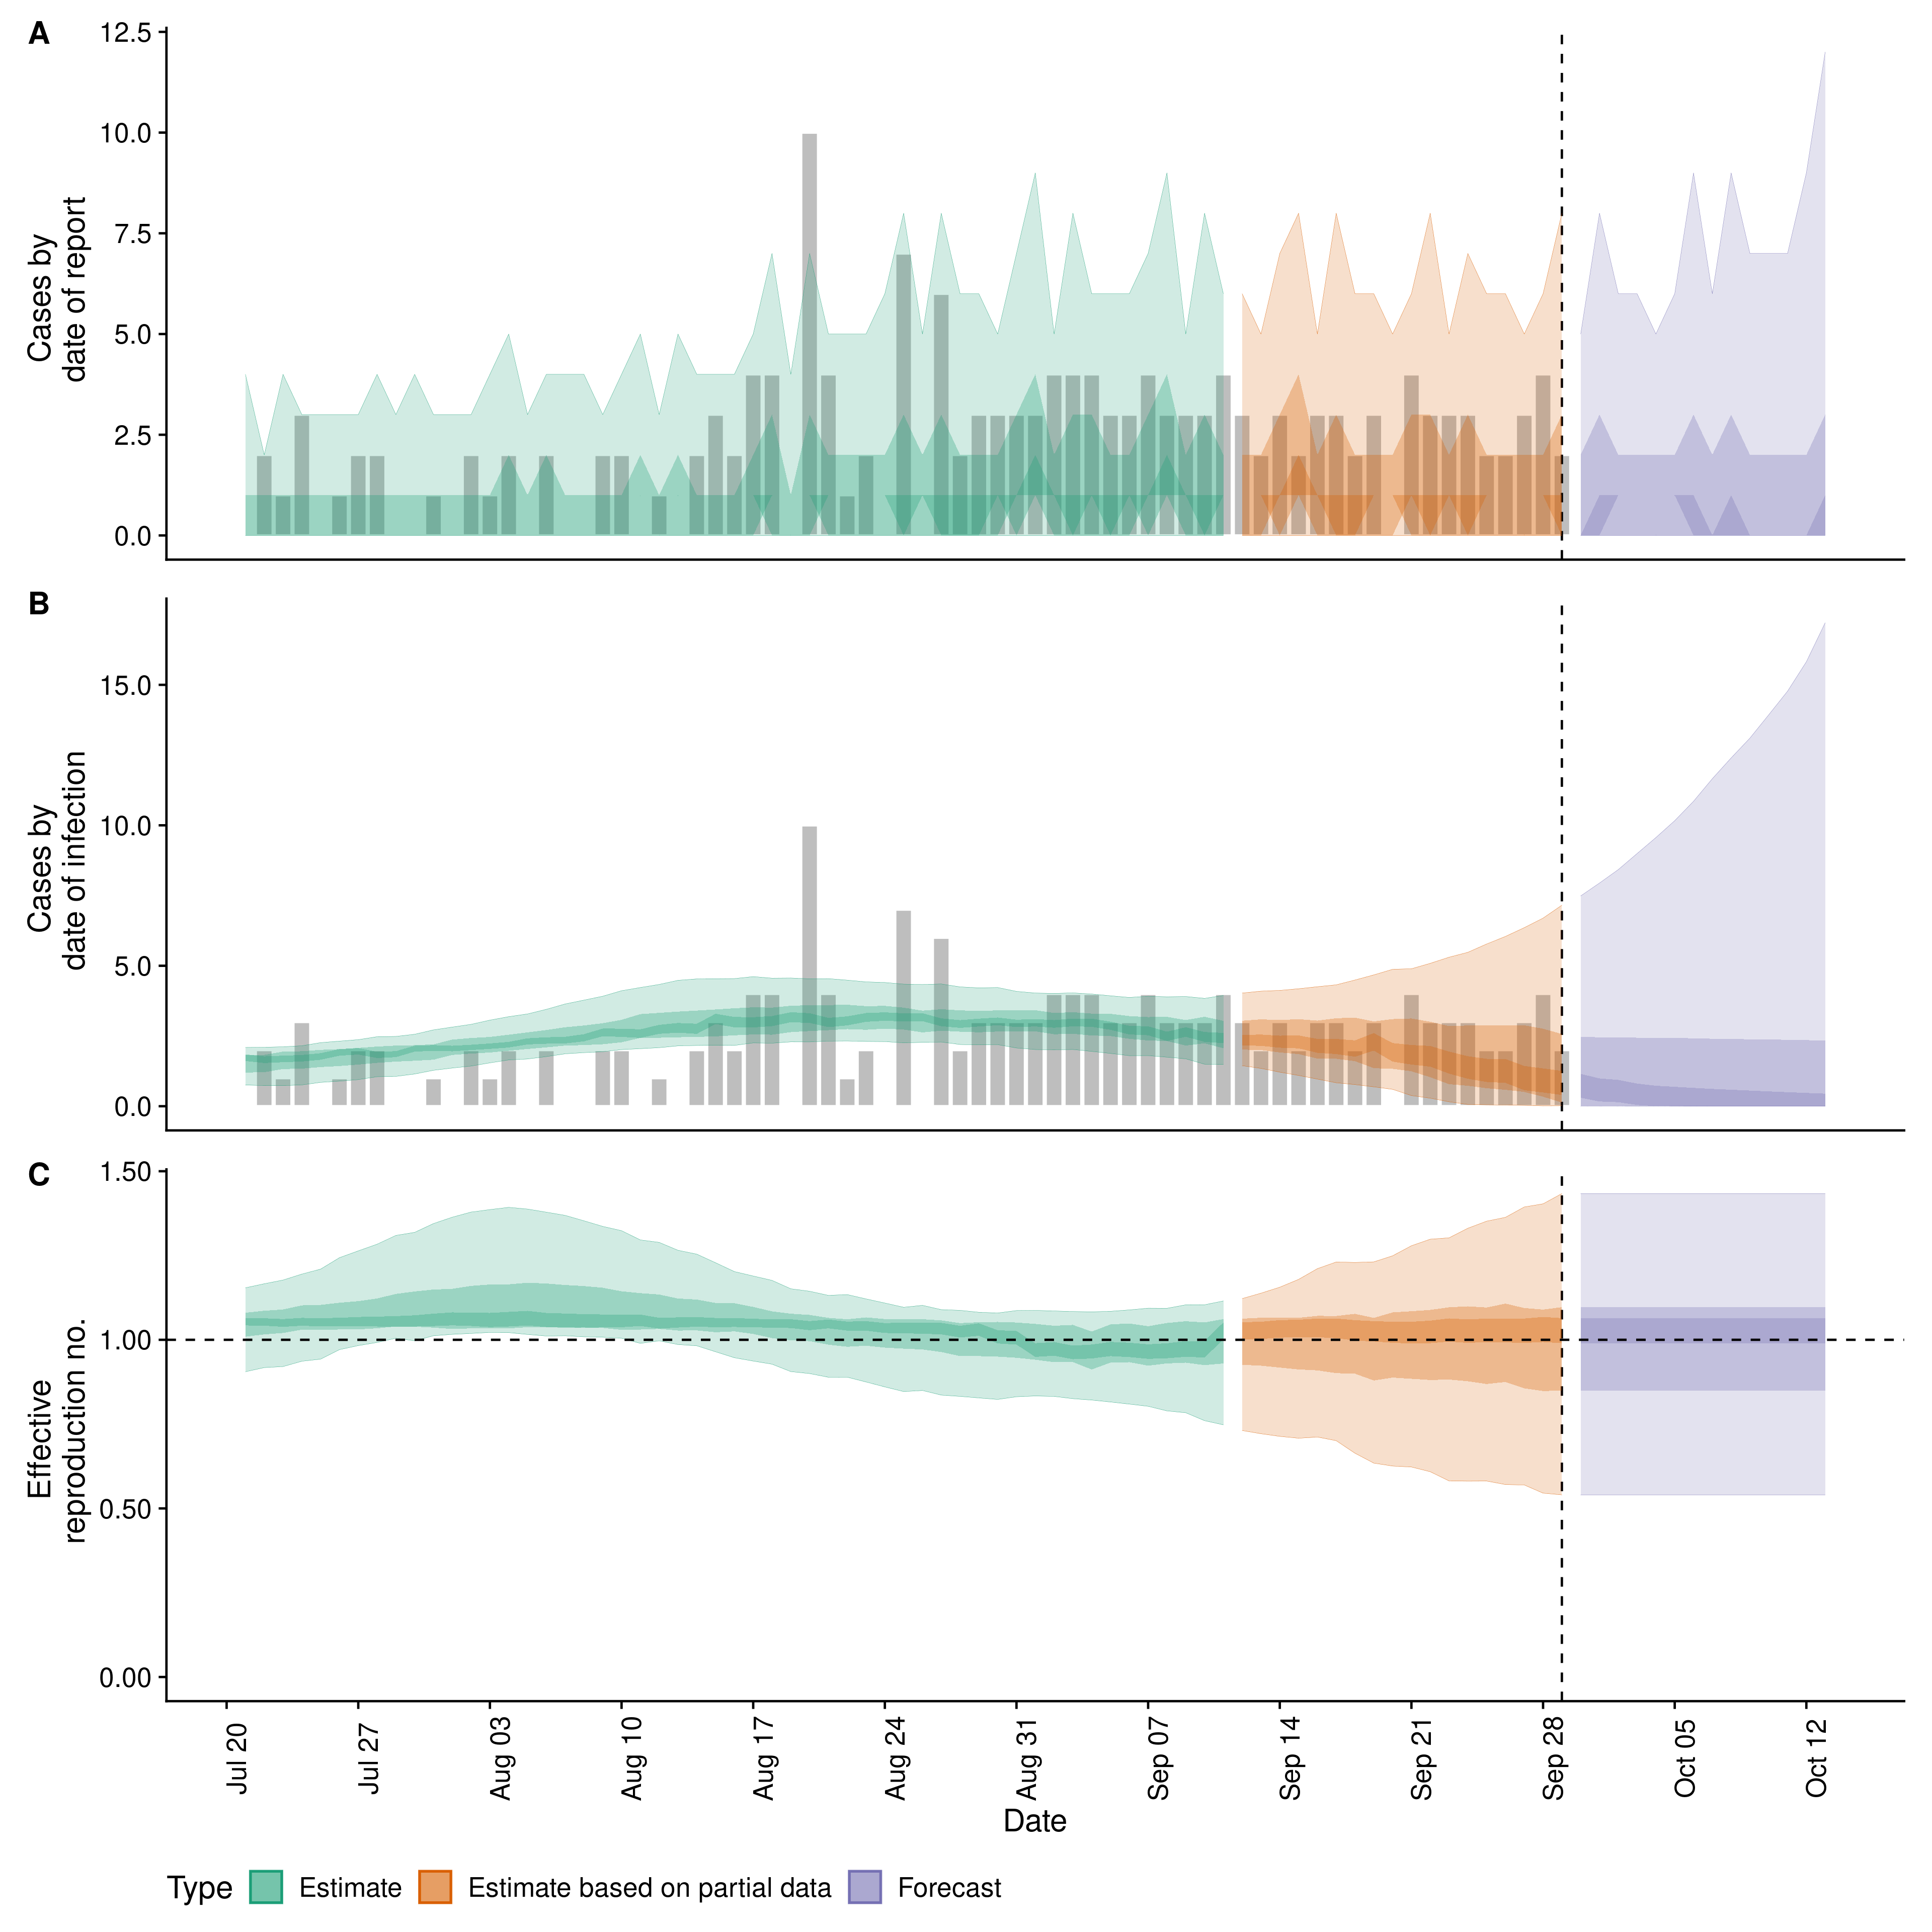 A
12.5
10.0
7.5
5.0
2.5
0.0
Cases by
date of report
B
15.0
10.0
5.0
0.0
Cases by
date of infection
C
1.50
1.00
0.50
0.00
Effective
reproduction no.
Jul 20
Jul 27
Aug 03
Aug 10
Aug 17
Aug 24
Aug 31
Sep 07
Sep 14
Sep 21
Sep 28
Oct 05
Oct 12
Date
Type Estimate Estimate based on partial data Forecast